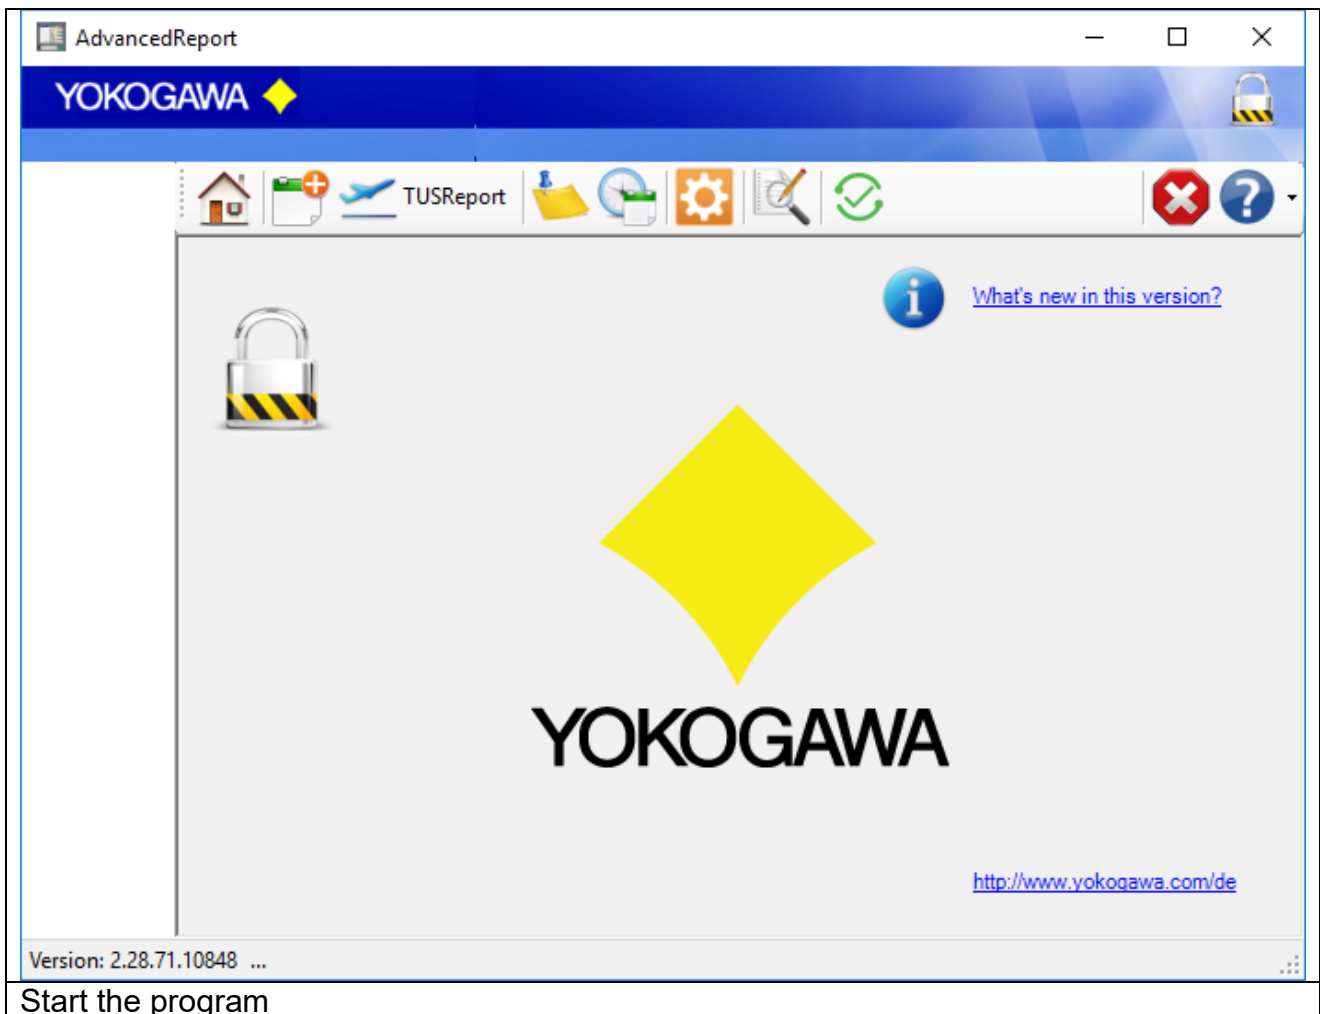 AdvancedReport
YOKOGAWA
TUSReport
What's new in this version?
YOKOGAWA
http://www.yokogawa.com/de
Version: 2.28.71.10848 ...
Start the program